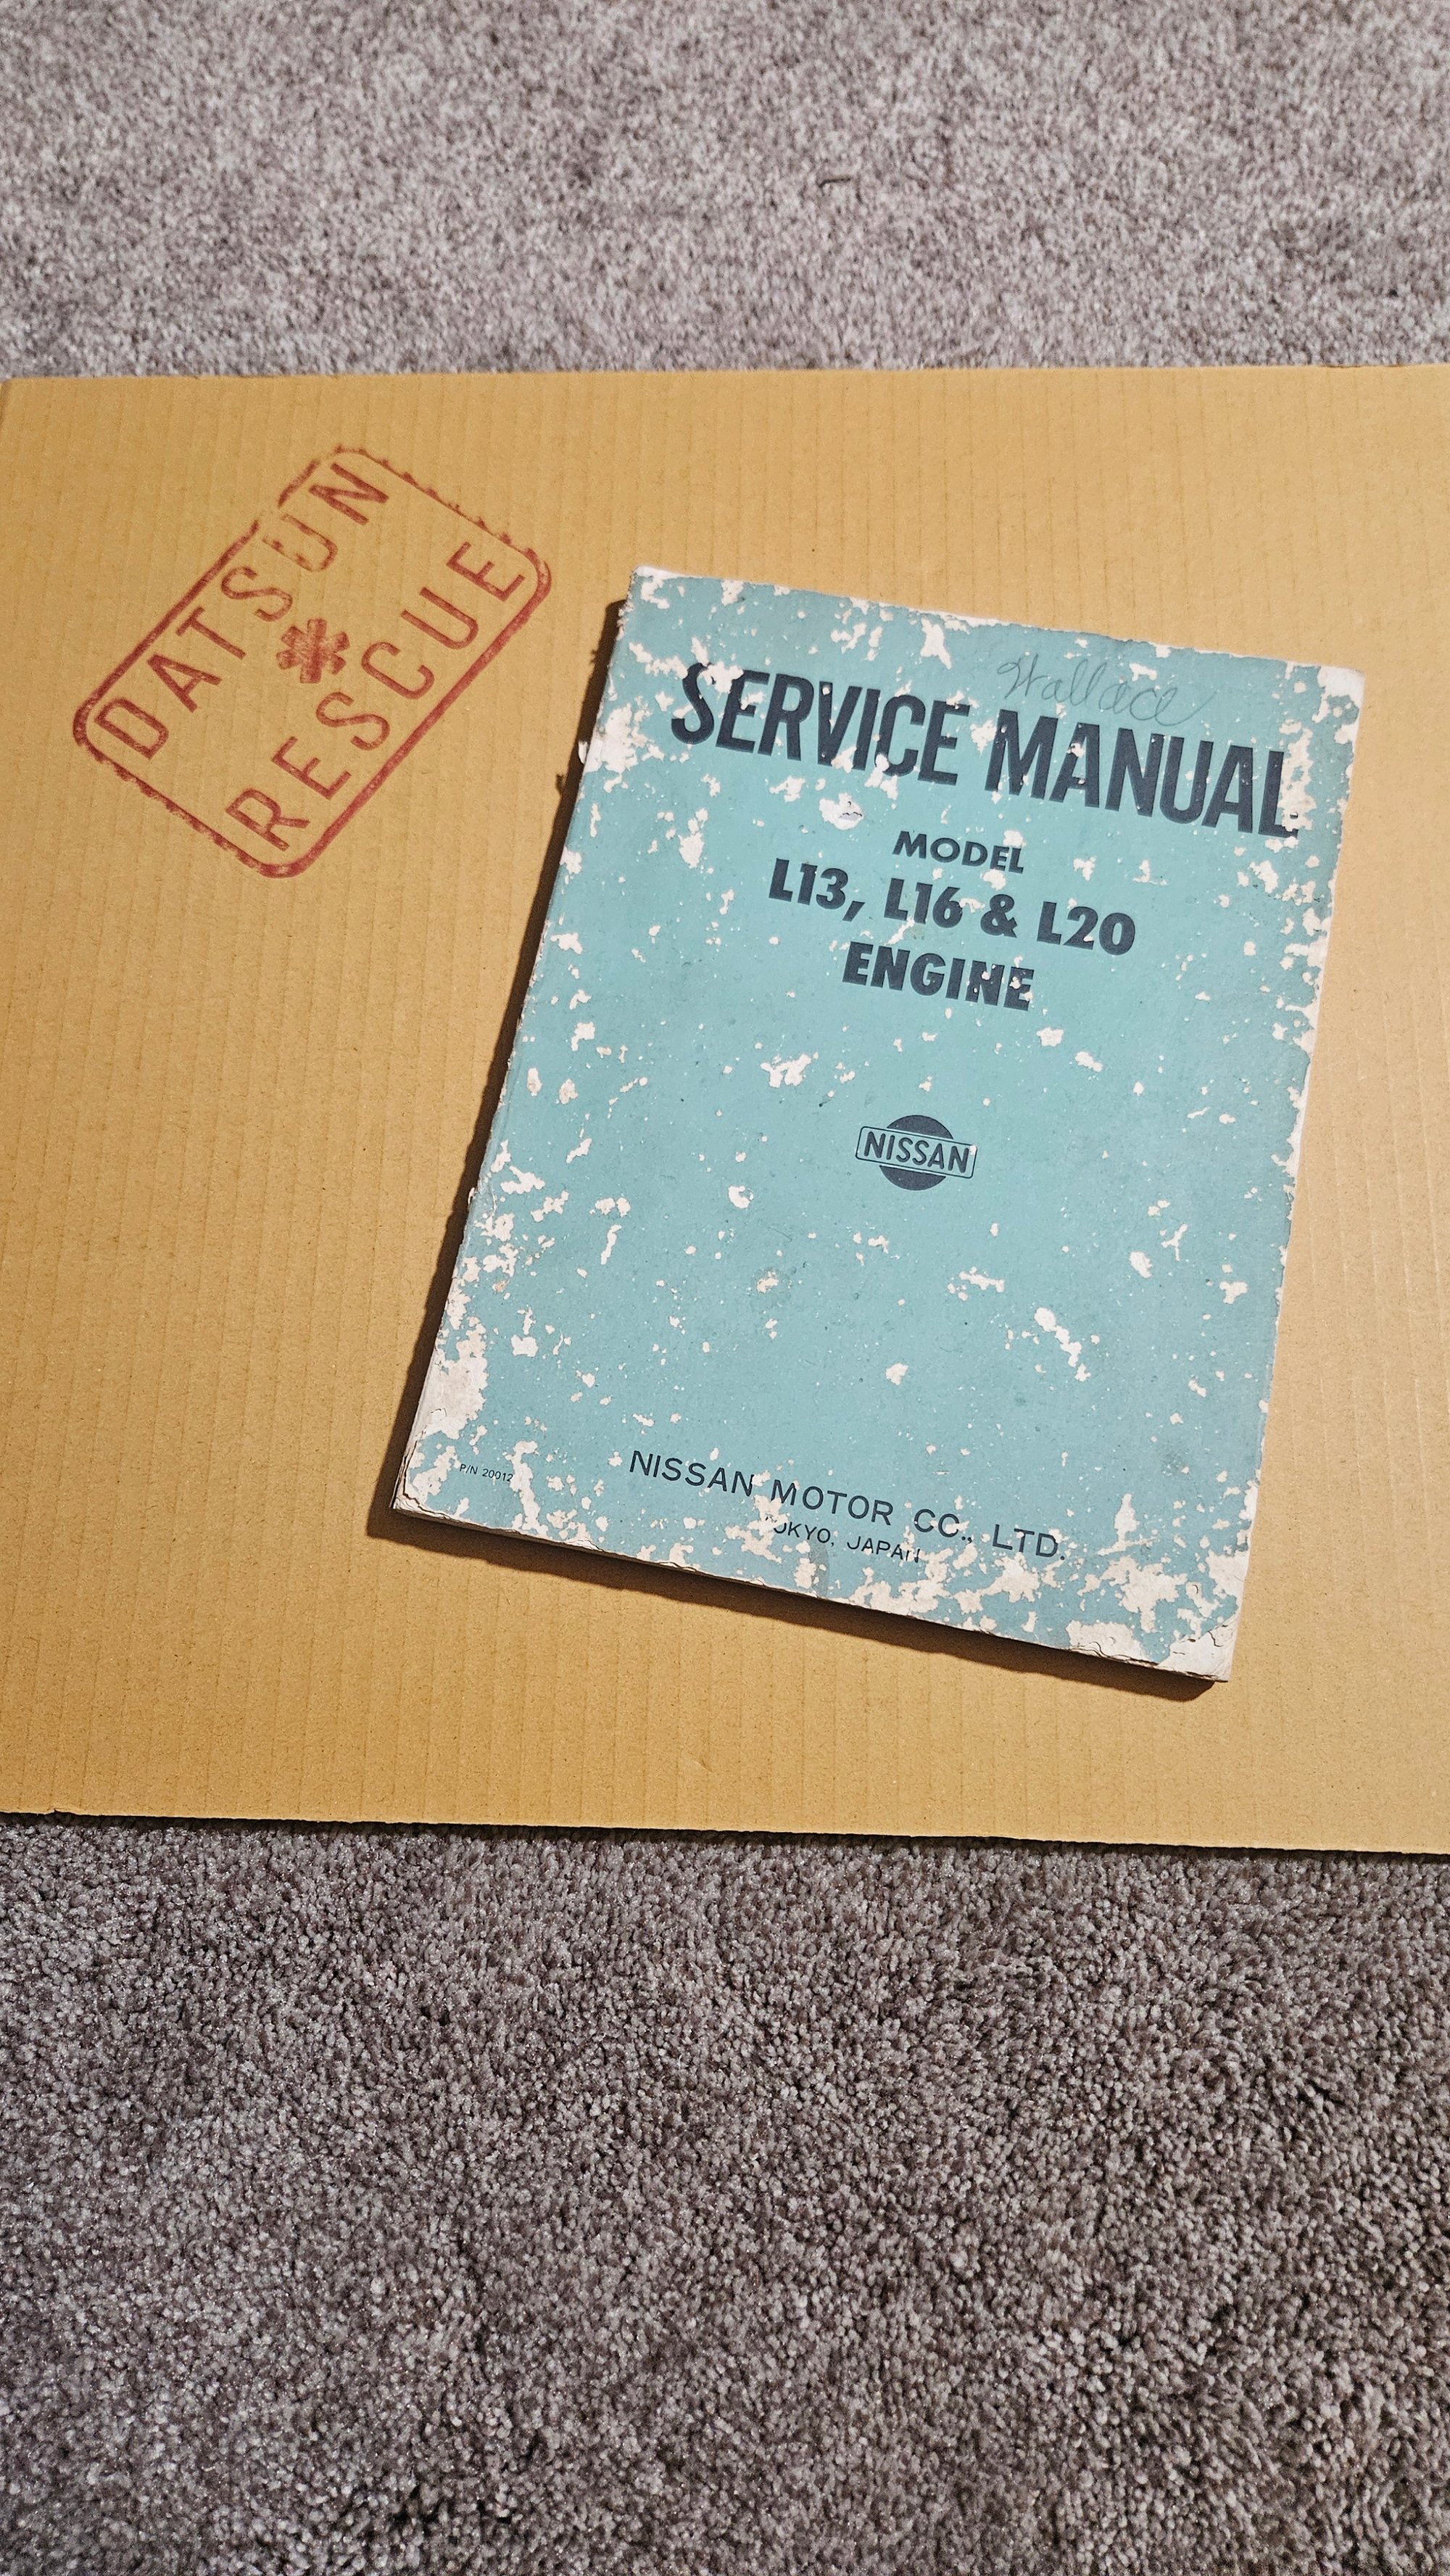 DATSUN
RESCUE
Wallace
SERVICE MANUAL
MODEL
L13, L16 & L20
ENGINE
NISSAN
P/N 20012
NISSAN MOTOR CO., LTD.
TOKYO, JAPAN